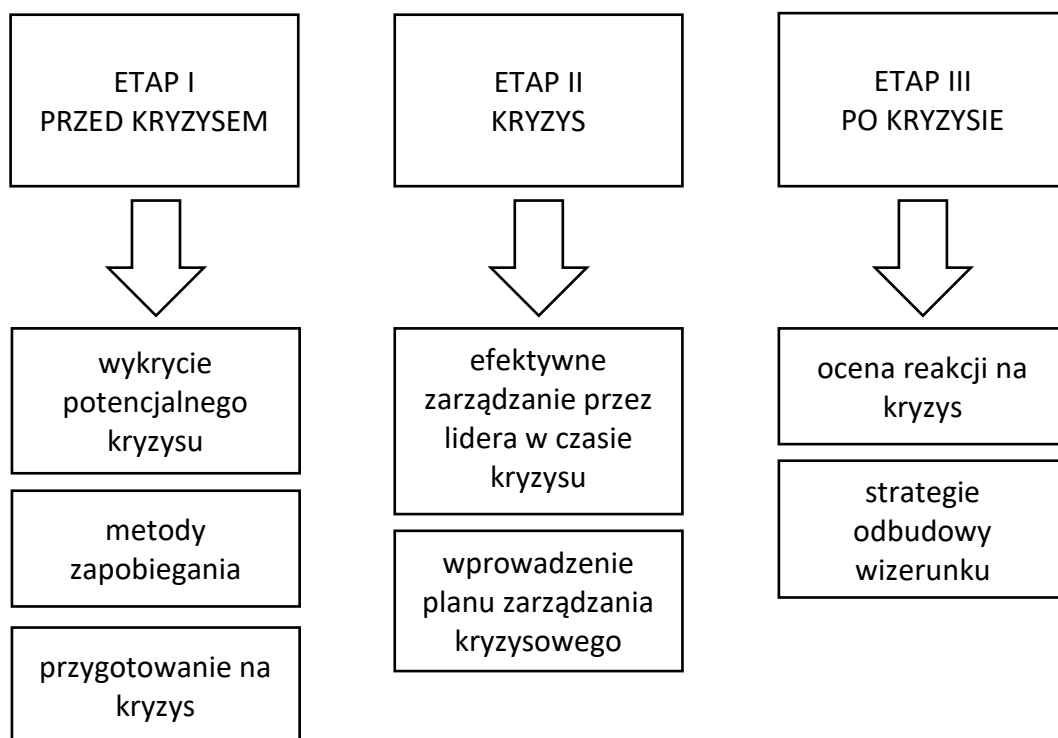 ETAP I
PRZED KRYZYSEM
ETAP II
KRYZYS
ETAP III
PO KRYZYSIE
wykrycie
potencjalnego
kryzysu
metody
zapobiegania
przygotowanie na
kryzys
efektywne
zarządzanie przez
lidera w czasie
kryzysu
wprowadzenie
planu zarządzania
kryzysowego
ocena reakcji na
kryzys
strategie
odbudowy
wizerunku